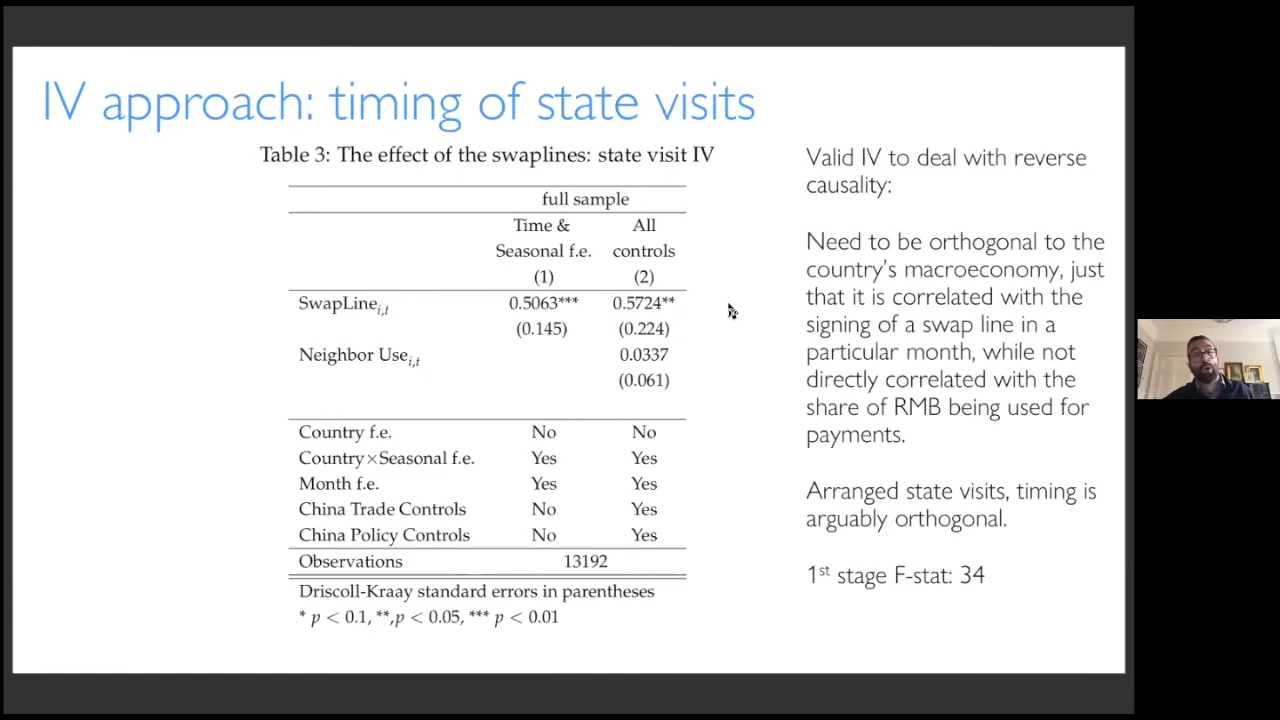 IV approach: timing of state visits
Table 3: The effect of the swaplines: state visit IV
full sample
Time & All
Seasonal f.e. controls
(1) (2)
SwapLine i,t 0.5063*** 0.5724**
(0.145) (0.224)
Neighbor Use i,t 0.0337
(0.061)
Country f.e. No No
Country×Seasonal f.e. Yes Yes
Month f.e. Yes Yes
China Trade Controls No Yes
China Policy Controls No Yes
Observations 13192
Driscoll-Kraay standard errors in parentheses
* p < 0.1, **,p < 0.05, *** p < 0.01
Valid IV to deal with reverse
causality:
Need to be orthogonal to the
country's macroeconomy, just
that it is correlated with the
signing of a swap line in a
particular month, while not
directly correlated with the
share of RMB being used for
payments.
Arranged state visits, timing is
arguably orthogonal.
1st stage F-stat: 34